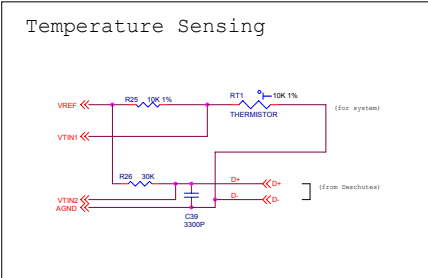 Temperature Sensing
R25 10K 1% RT1 10K 1%
VREF (for system)
THERMISTOR
VTIN1
R26 30K
D+ D+
(from Deschutes)
VTIN2 D- D-
AGND
C39
3300P